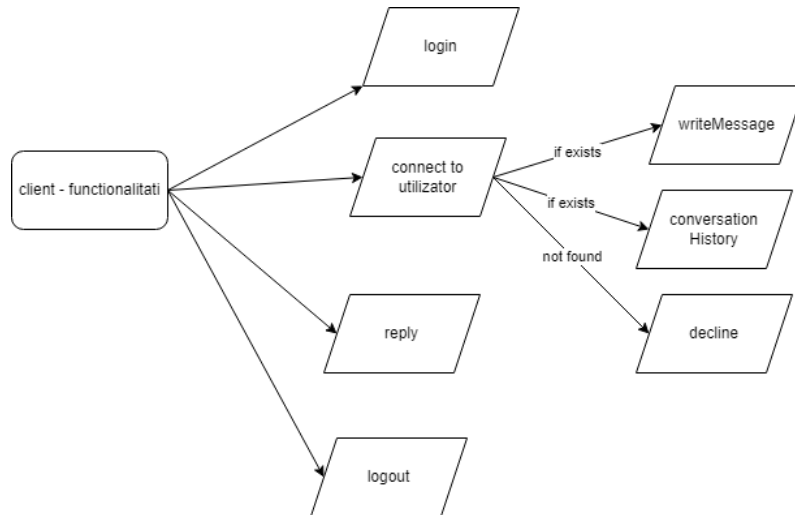 login
writeMessage
if exists
connect to
utilizator
client - functionalitati
if exists
conversation
History
not found
reply
decline
logout